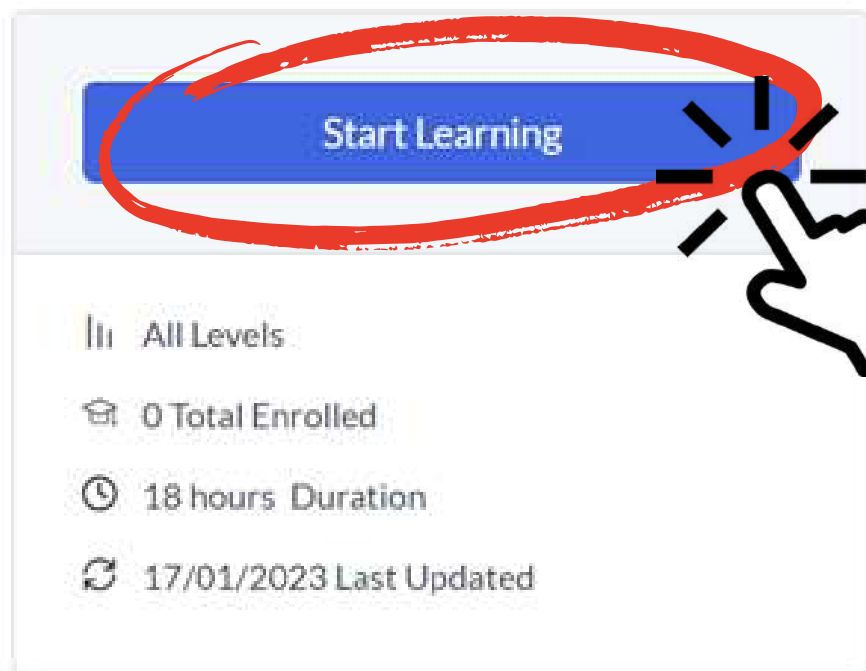 Start Learning
All Levels
0 Total Enrolled
18 hours Duration
17/01/2023 Last Updated